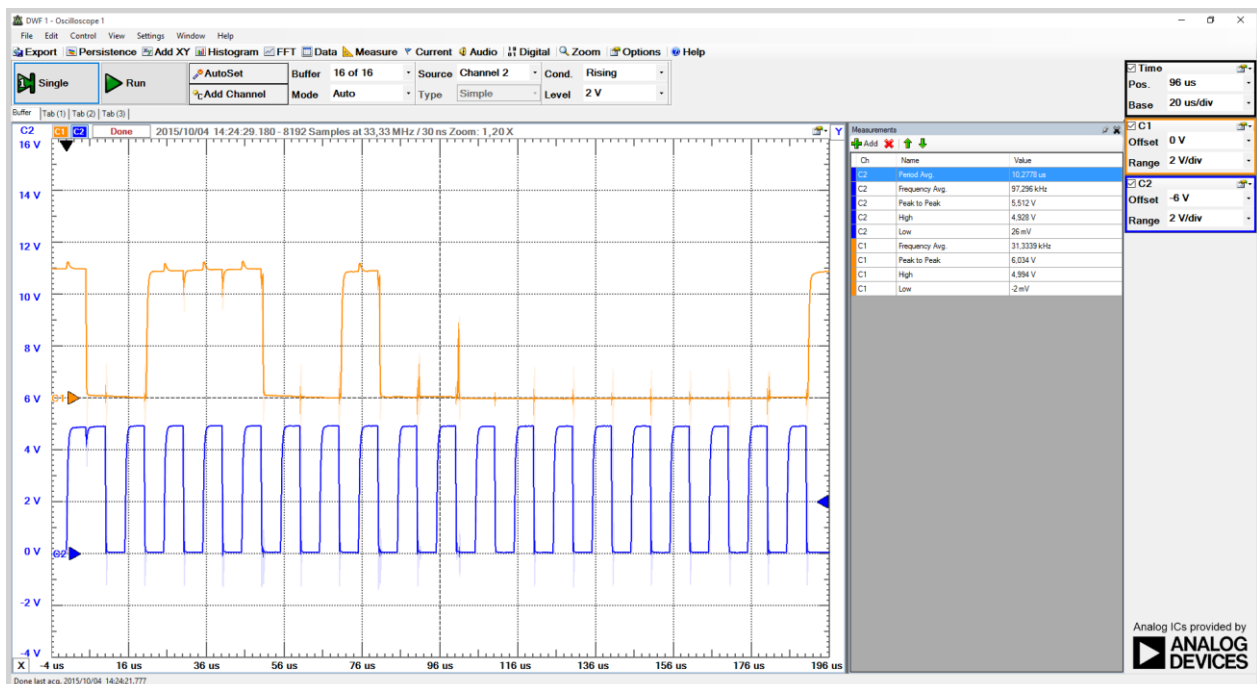 DWF 1 - Oscilloscope 1
File Edit Control View Settings Window Help
Export Persistence Add XY Histogram FFT Data Measure Current Audio Digital Zoom Options Help
Single Run AutoSet Buffer 16 of 16 Source Channel 2 Cond. Rising
Add Channel Mode Auto Type Simple Level 2 V
Time
Pos. 96 us
Base 20 us/div
C1
Offset 0 V
Range 2 V/div
C2
Offset -6 V
Range 2 V/div
Buffer Tab (1) Tab (2) Tab (3)
C2 C1 C2 Done 2015/10/04 14:24:29.180 - 8192 Samples at 33,33 MHz / 30 ns Zoom: 1,20 X Y
16 V
14 V
12 V
10 V
8 V
6 V
4 V
2 V
0 V
-2 V
-4 V
C1
C2
X -4 us 16 us 36 us 56 us 76 us 96 us 116 us 136 us 156 us 176 us 196 us
Measurements
Add
Ch Name Value
C2 Period Avg. 10,2778 us
C2 Frequency Avg. 97,296 kHz
C2 Peak to Peak 5,512 V
C2 High 4,928 V
C2 Low 26 mV
C1 Frequency Avg. 31,3339 kHz
C1 Peak to Peak 6,034 V
C1 High 4,994 V
C1 Low -2 mV
Analog ICs provided by
ANALOG
DEVICES
Done last acq. 2015/10/04 14:24:21.777